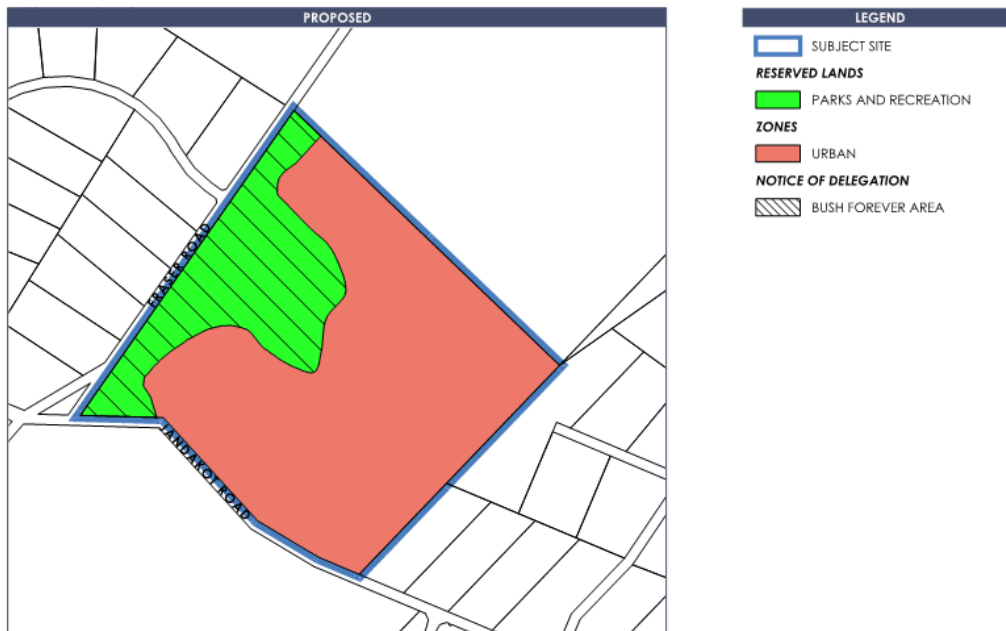 PROPOSED
FRASER ROAD
JANDAKOT ROAD
LEGEND
SUBJECT SITE
RESERVED LANDS
PARKS AND RECREATION
ZONES
URBAN
NOTICE OF DELEGATION
BUSH FOREVER AREA